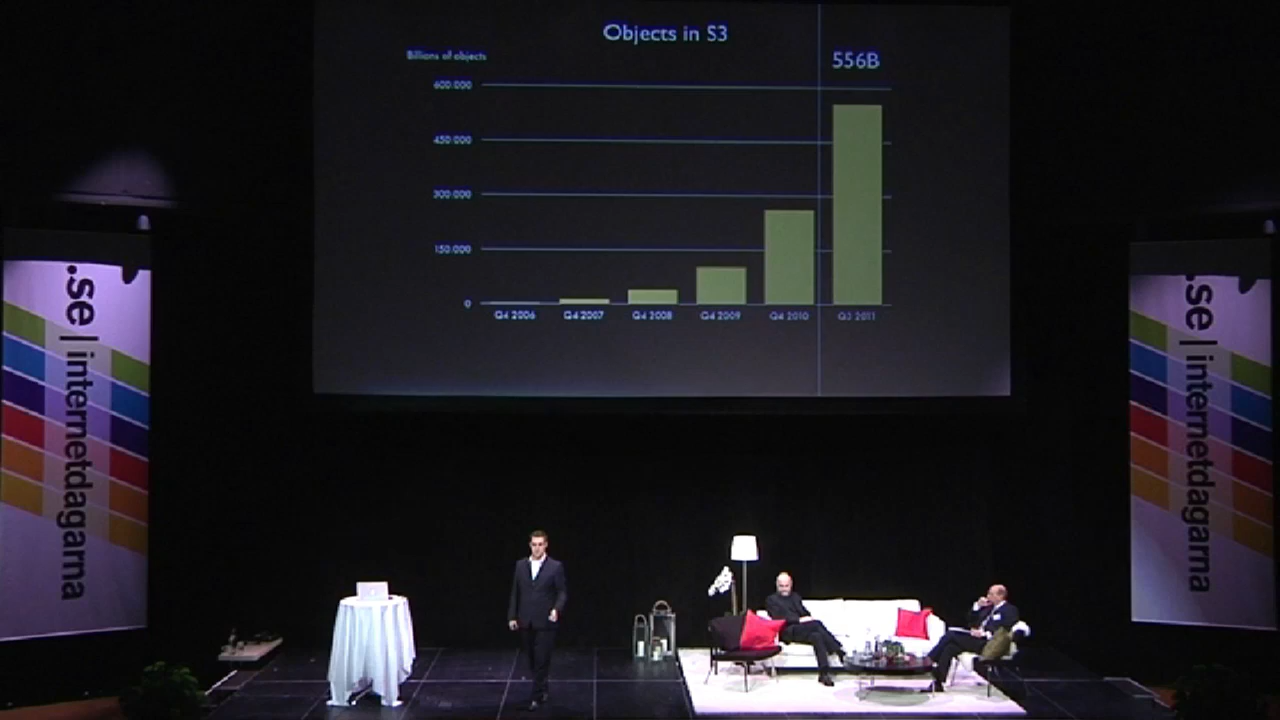 Objects in S3
Billions of objects
556B
600.000
450.000
300.000
150.000
0
Q4 2006
Q4 2007
Q4 2008
Q4 2009
Q4 2010
Q3 2011
.se | internetdagarna
.se | internetdagarna